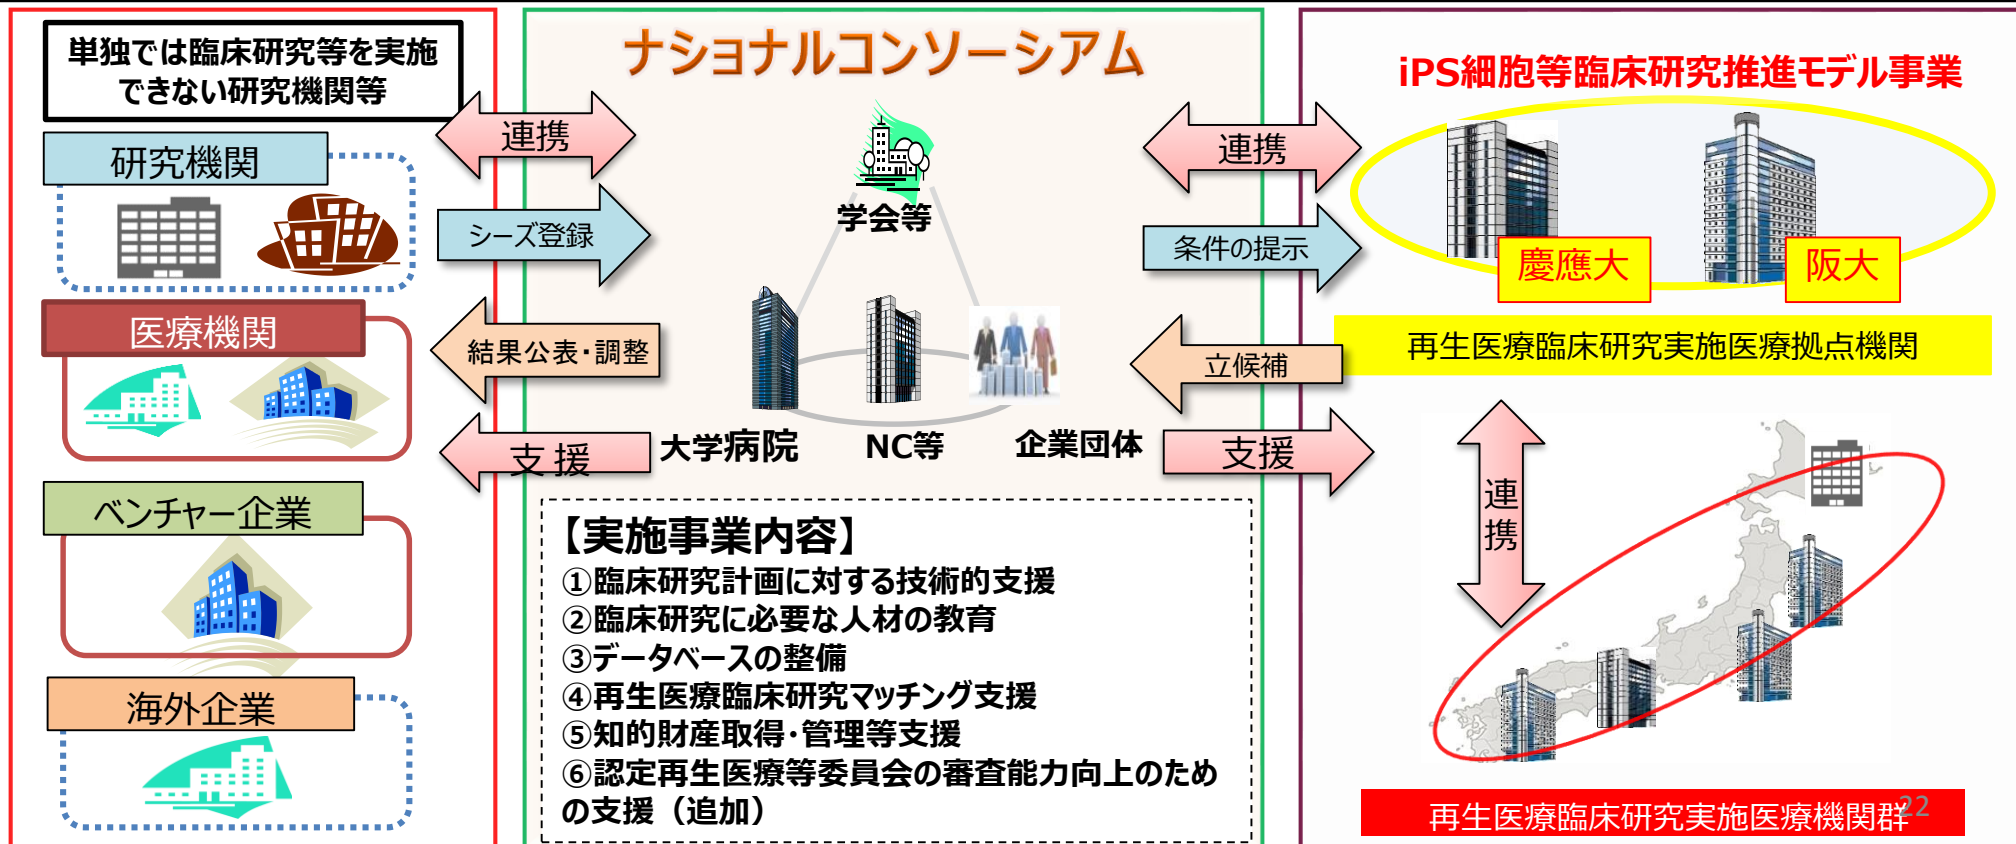 単独では臨床研究等を実施
できない研究機関等
研究機関
医療機関
ベンチャー企業
海外企業
ナショナルコンソーシアム
連携
シーズ登録
結果公表・調整
支 援
学会等
大学病院
NC等
企業団体
連携
条件の提示
立候補
支援
【実施事業内容】
①臨床研究計画に対する技術的支援
②臨床研究に必要な人材の教育
③データベースの整備
④再生医療臨床研究マッチング支援
⑤知的財産取得・管理等支援
⑥認定再生医療等委員会の審査能力向上のため
の支援（追加）
iPS細胞等臨床研究推進モデル事業
慶應大
阪大
再生医療臨床研究実施医療拠点機関
連携
再生医療臨床研究実施医療機関群
22